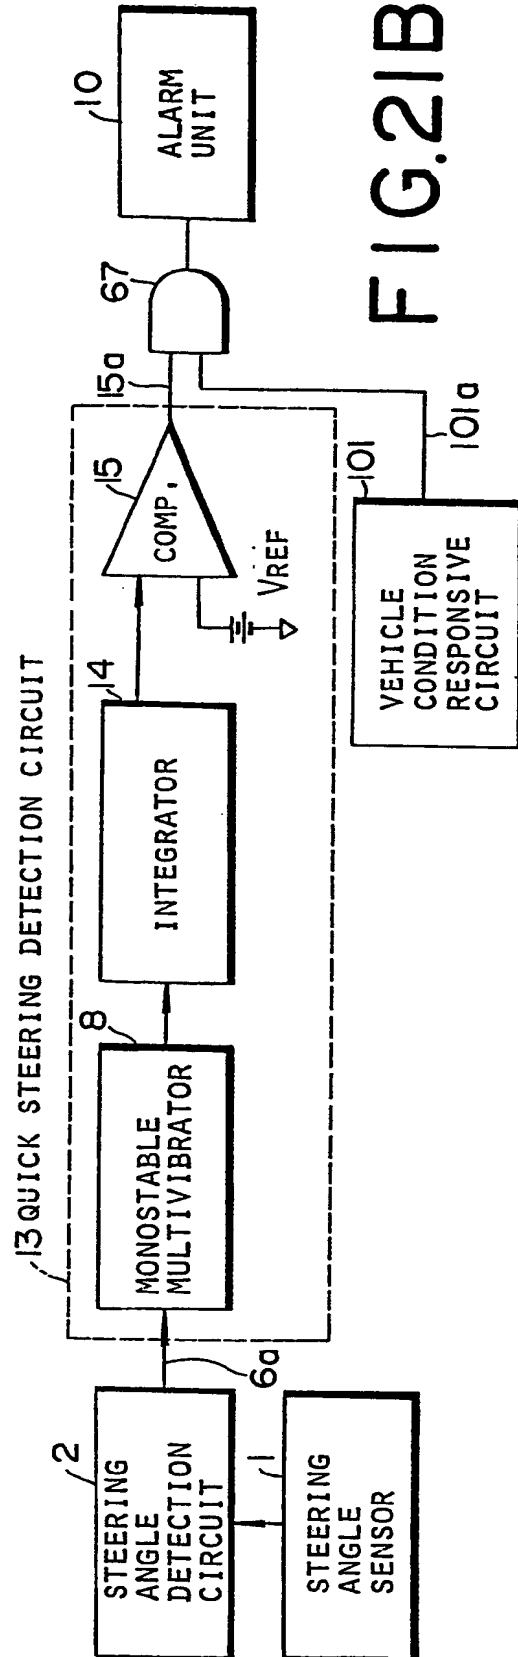 13 QUICK STEERING DETECTION CIRCUIT
2
STEERING
ANGLE
DETECTION
CIRCUIT
1
STEERING
ANGLE
SENSOR
6a
8
MONOSTABLE
MULTIVIBRATOR
14
INTEGRATOR
15
COMP.
VREF
15a
67
10
ALARM
UNIT
101
VEHICLE
CONDITION
RESPONSIVE
CIRCUIT
101a
FIG.21B